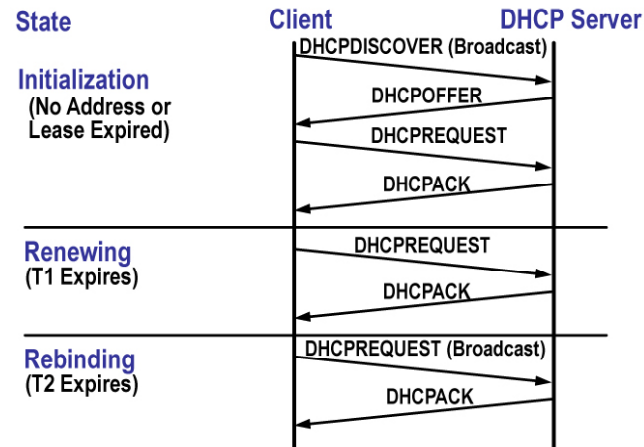 State
Client
DHCP Server
DHCPDISCOVER (Broadcast)
Initialization
(No Address or
Lease Expired)
DHCPOFFER
DHCPREQUEST
DHCPACK
Renewing
(T1 Expires)
DHCPREQUEST
DHCPACK
Rebinding
(T2 Expires)
DHCPREQUEST (Broadcast)
DHCPACK